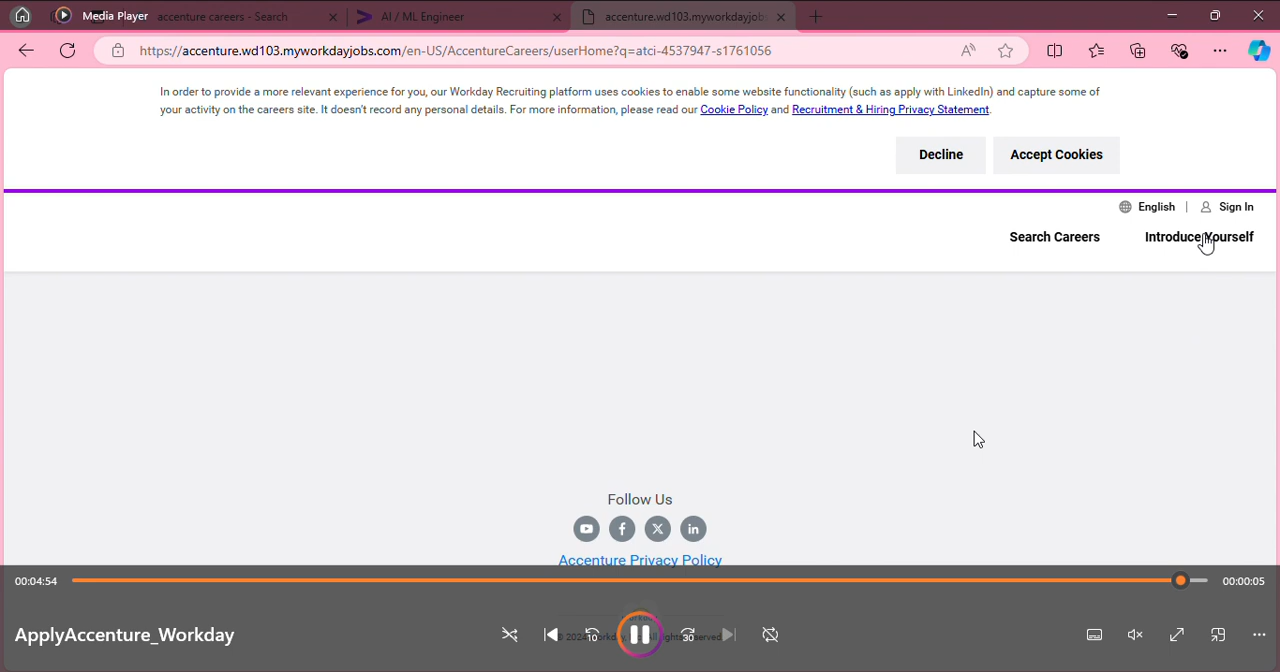 Media Player
accenture careers - Search
AI / ML Engineer
accenture.wd103.myworkdayjob
https://accenture.wd103.myworkdayjobs.com/en-US/AccentureCareers/userHome?q=atci-4537947-s1761056
In order to provide a more relevant experience for you, our Workday Recruiting platform uses cookies to enable some website functionality (such as apply with LinkedIn) and capture some of
your activity on the careers site. It doesn't record any personal details. For more information, please read our Cookie Policy and Recruitment & Hiring Privacy Statement.
Decline Accept Cookies
English | Sign In
Search Careers Introduce Yourself
Follow Us
Accenture Privacy Policy
00:04:54 00:00:05
ApplyAccenture_Workday
10 30
© 2024 reserved